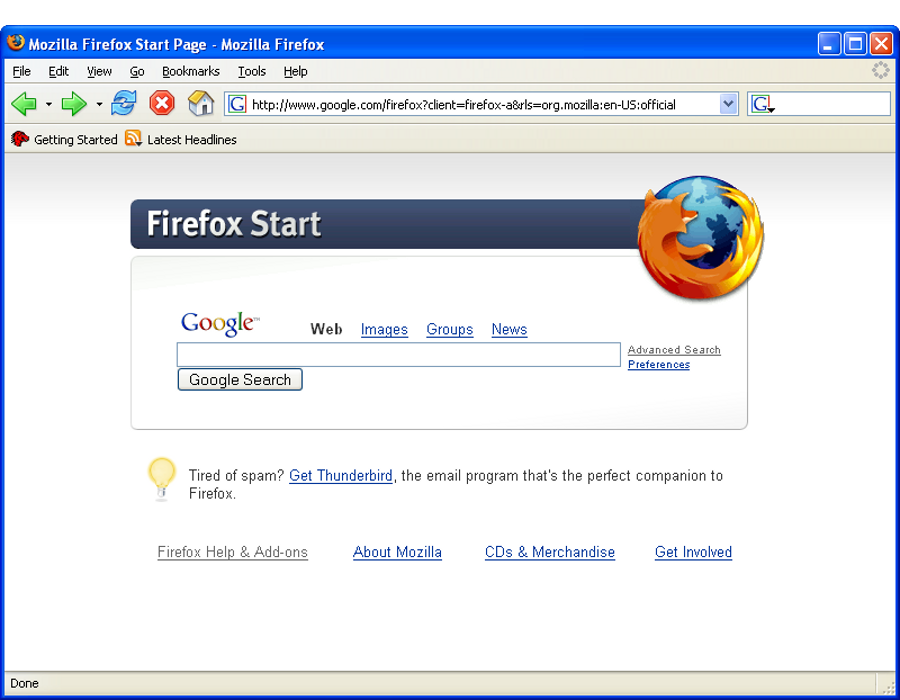 Mozilla Firefox Start Page - Mozilla Firefox
File Edit View Go Bookmarks Tools Help
G http://www.google.com/firefox?client=firefox-a&rls=org.mozilla:en-US:official G
Getting Started Latest Headlines
Firefox Start
Google™ Web Images Groups News
Advanced Search
Preferences
Google Search
Tired of spam? Get Thunderbird, the email program that's the perfect companion to
Firefox.
Firefox Help & Add-ons About Mozilla CDs & Merchandise Get Involved
Done